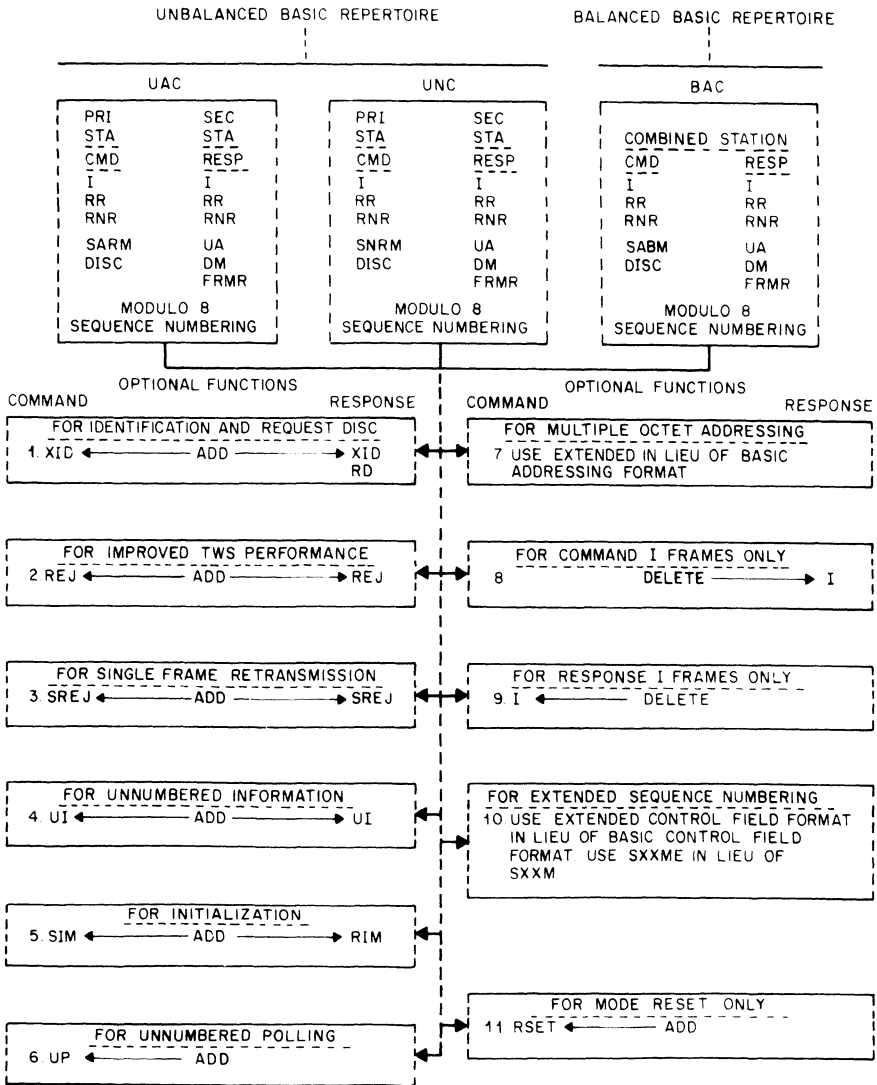 UNBALANCED BASIC REPERTOIRE
BALANCED BASIC REPERTOIRE
UAC
PRI SEC
STA STA
CMD RESP
I I
RR RR
RNR RNR
SARM UA
DISC DM
FRMR
MODULO 8
SEQUENCE NUMBERING
UNC
PRI SEC
STA STA
CMD RESP
I I
RR RR
RNR RNR
SNRM UA
DISC DM
FRMR
MODULO 8
SEQUENCE NUMBERING
BAC
COMBINED STATION
CMD RESP
I I
RR RR
RNR RNR
SABM UA
DISC DM
FRMR
MODULO 8
SEQUENCE NUMBERING
OPTIONAL FUNCTIONS
COMMAND RESPONSE
FOR IDENTIFICATION AND REQUEST DISC
1. XID ADD XID
RD
FOR IMPROVED TWS PERFORMANCE
2 REJ ADD REJ
FOR SINGLE FRAME RETRANSMISSION
3. SREJ ADD SREJ
FOR UNNUMBERED INFORMATION
4. UI ADD UI
FOR INITIALIZATION
5. SIM ADD RIM
FOR UNNUMBERED POLLING
6. UP ADD
OPTIONAL FUNCTIONS
COMMAND RESPONSE
FOR MULTIPLE OCTET ADDRESSING
7 USE EXTENDED IN LIEU OF BASIC
ADDRESSING FORMAT
FOR COMMAND I FRAMES ONLY
8 DELETE I
FOR RESPONSE I FRAMES ONLY
9. I DELETE
FOR EXTENDED SEQUENCE NUMBERING
10 USE EXTENDED CONTROL FIELD FORMAT
IN LIEU OF BASIC CONTROL FIELD
FORMAT. USE SXXME IN LIEU OF
SXXM
FOR MODE RESET ONLY
11 RSET ADD